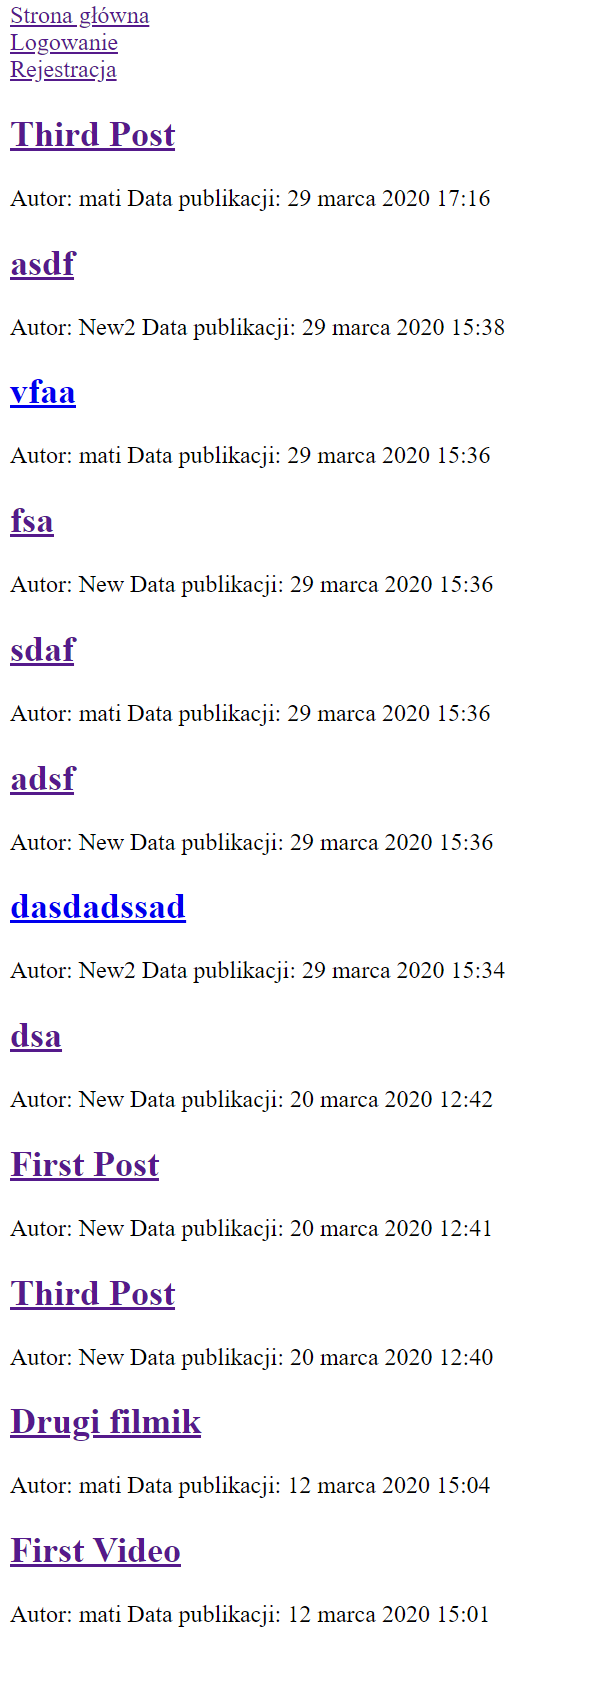 Strona główna
Logowanie
Rejestracja
Third Post
Autor: mati Data publikacji: 29 marca 2020 17:16
asdf
Autor: New2 Data publikacji: 29 marca 2020 15:38
vfaa
Autor: mati Data publikacji: 29 marca 2020 15:36
fsa
Autor: New Data publikacji: 29 marca 2020 15:36
sdaf
Autor: mati Data publikacji: 29 marca 2020 15:36
adsf
Autor: New Data publikacji: 29 marca 2020 15:36
dasdadssad
Autor: New2 Data publikacji: 29 marca 2020 15:34
dsa
Autor: New Data publikacji: 20 marca 2020 12:42
First Post
Autor: New Data publikacji: 20 marca 2020 12:41
Third Post
Autor: New Data publikacji: 20 marca 2020 12:40
Drugi filmik
Autor: mati Data publikacji: 12 marca 2020 15:04
First Video
Autor: mati Data publikacji: 12 marca 2020 15:01